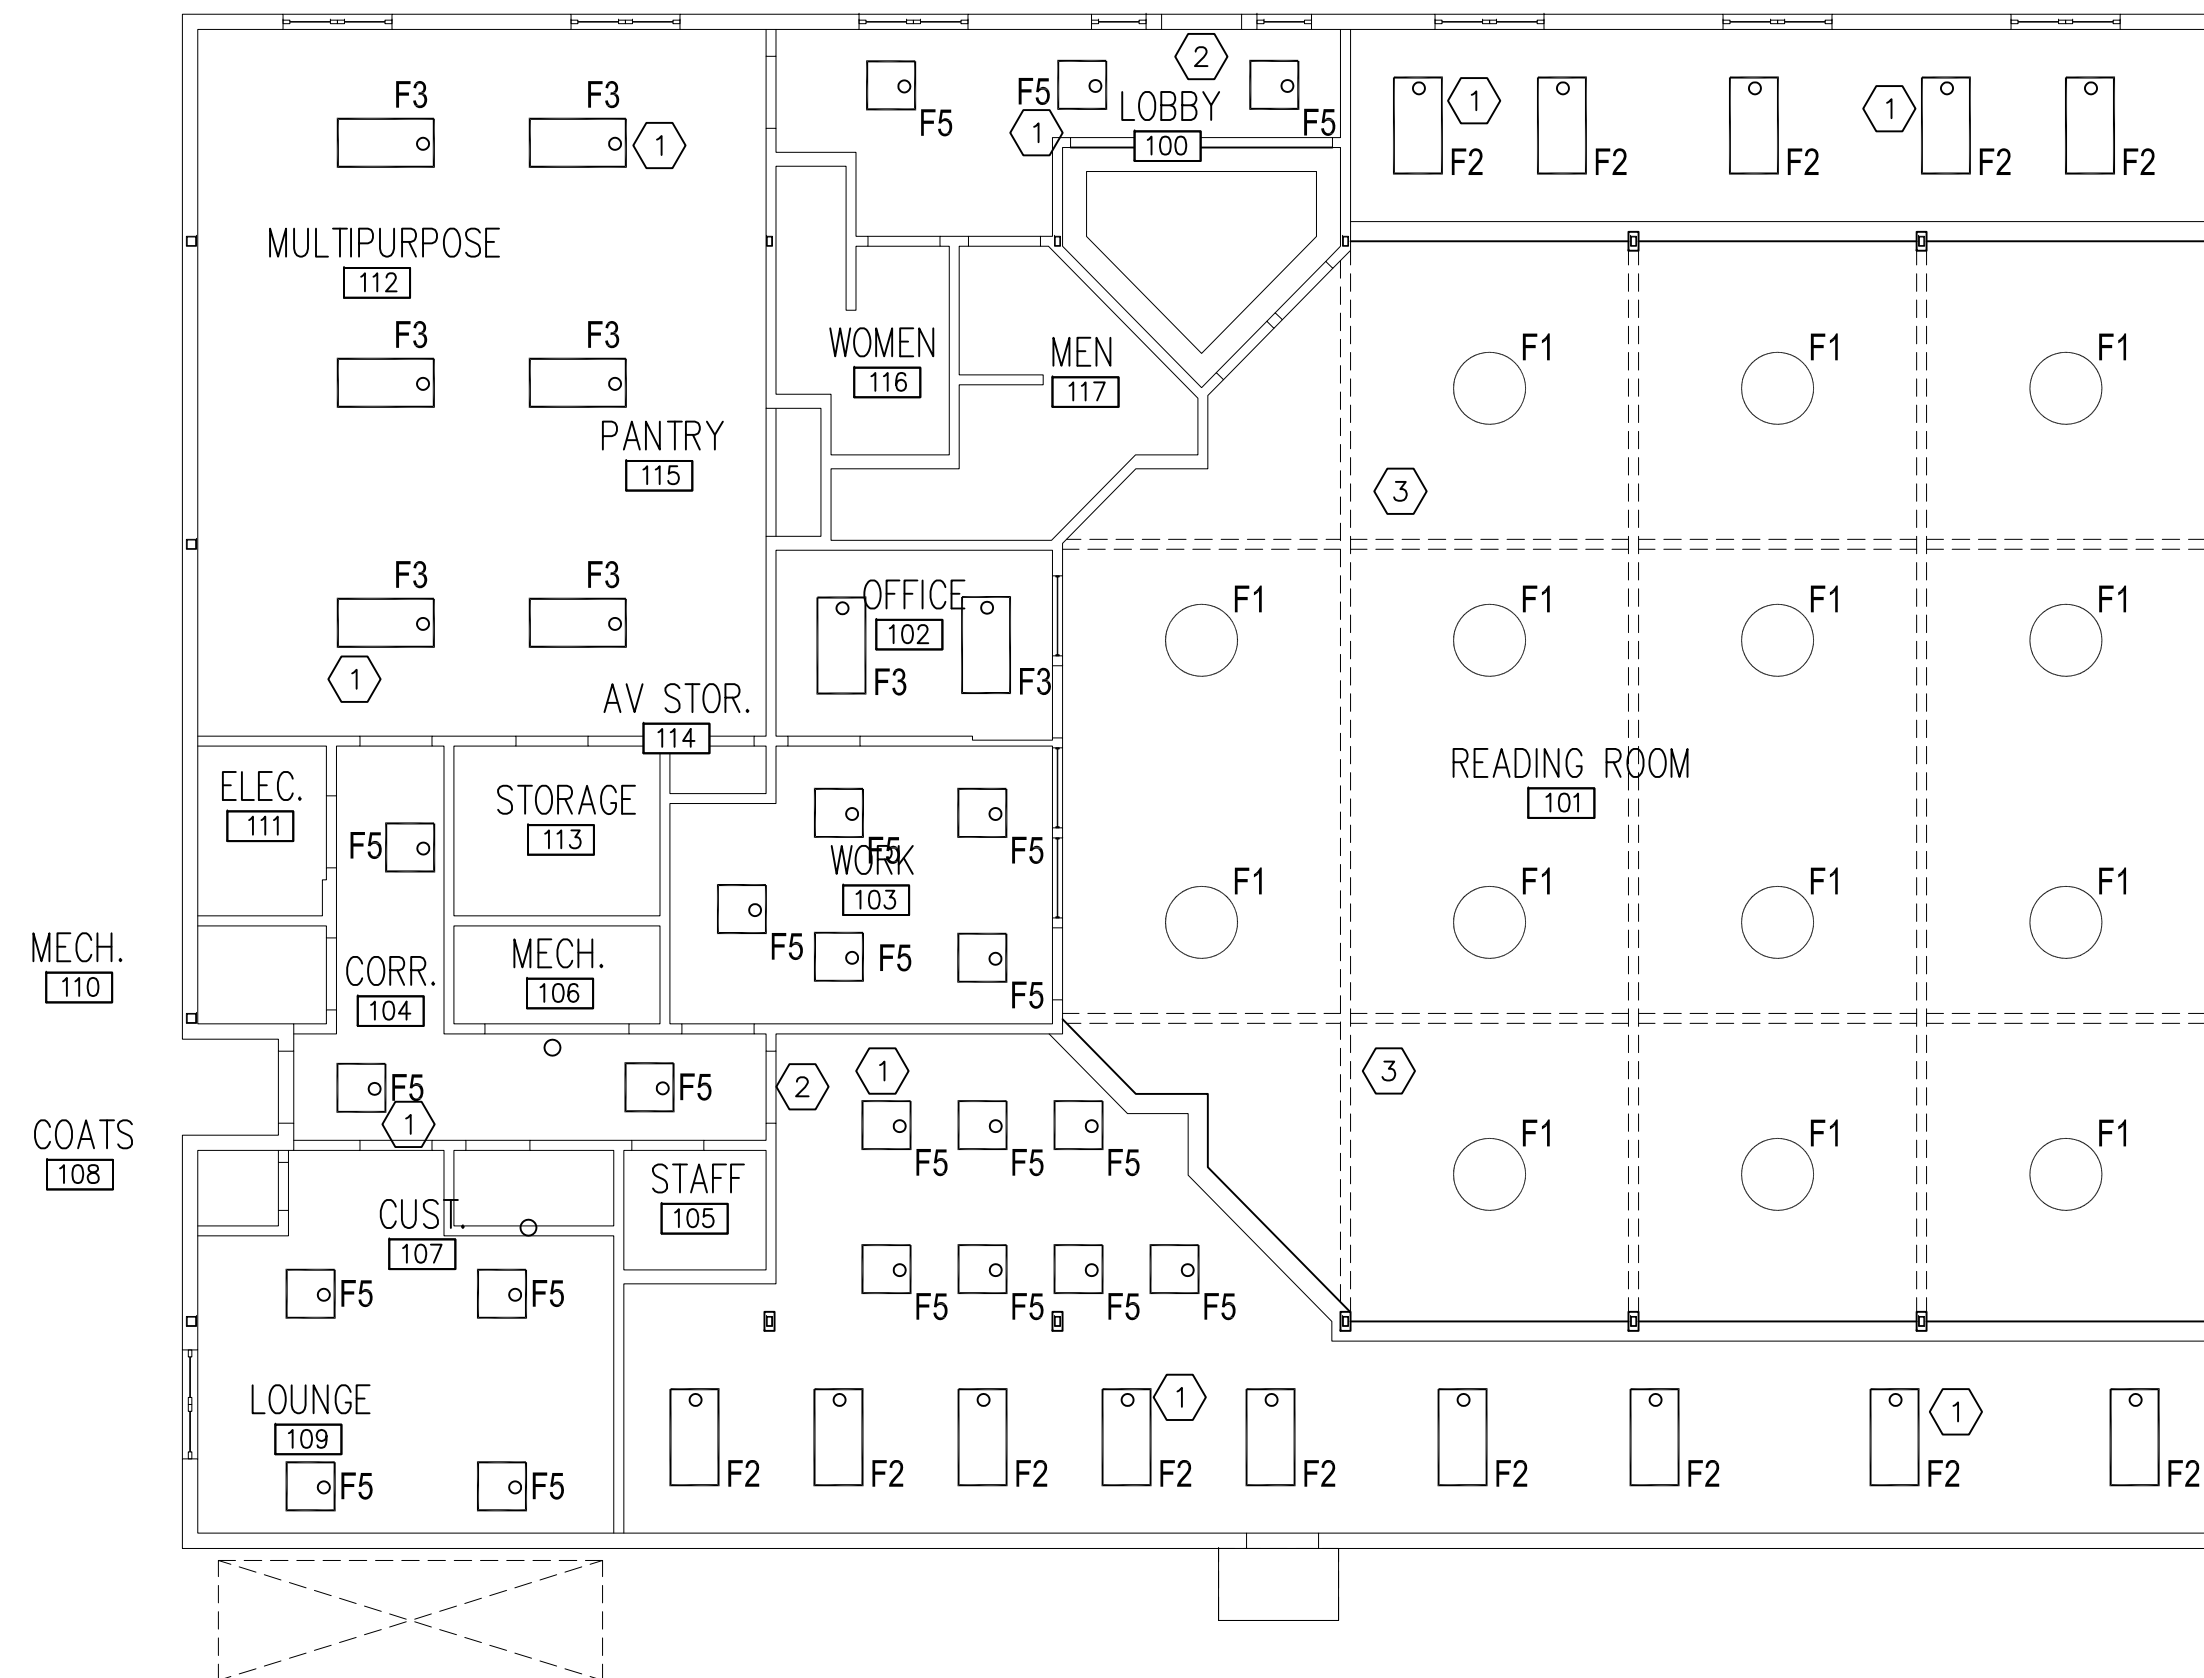 F3 F3 F5 F5 2
LOBBY
1 F5 1 100 F5 1 F2 F2 F2 1 F2 F2
MULTIPURPOSE
112
F3 F3 WOMEN MEN F1 F1 F1
116 117
PANTRY
115 3
F3 F3 OFFICE F1 F1 F1 F1
102
1 F3 F3
AV STOR.
114 READING ROOM
101
ELEC. STORAGE
111 113
F5 F5 F5
WORK F1 F1 F1 F1
103
MECH. MECH. F5 F5
110 CORR. 106 F5
104
F5 F5 2 1 3
1
COATS F5 F5 F5 F1 F1 F1
108 STAFF
105
CUST.
107
F5 F5 F5 F5 F5 F5
LOUNGE 1 1
109
F5 F5 F2 F2 F2 F2 F2 F2 F2 F2 F2